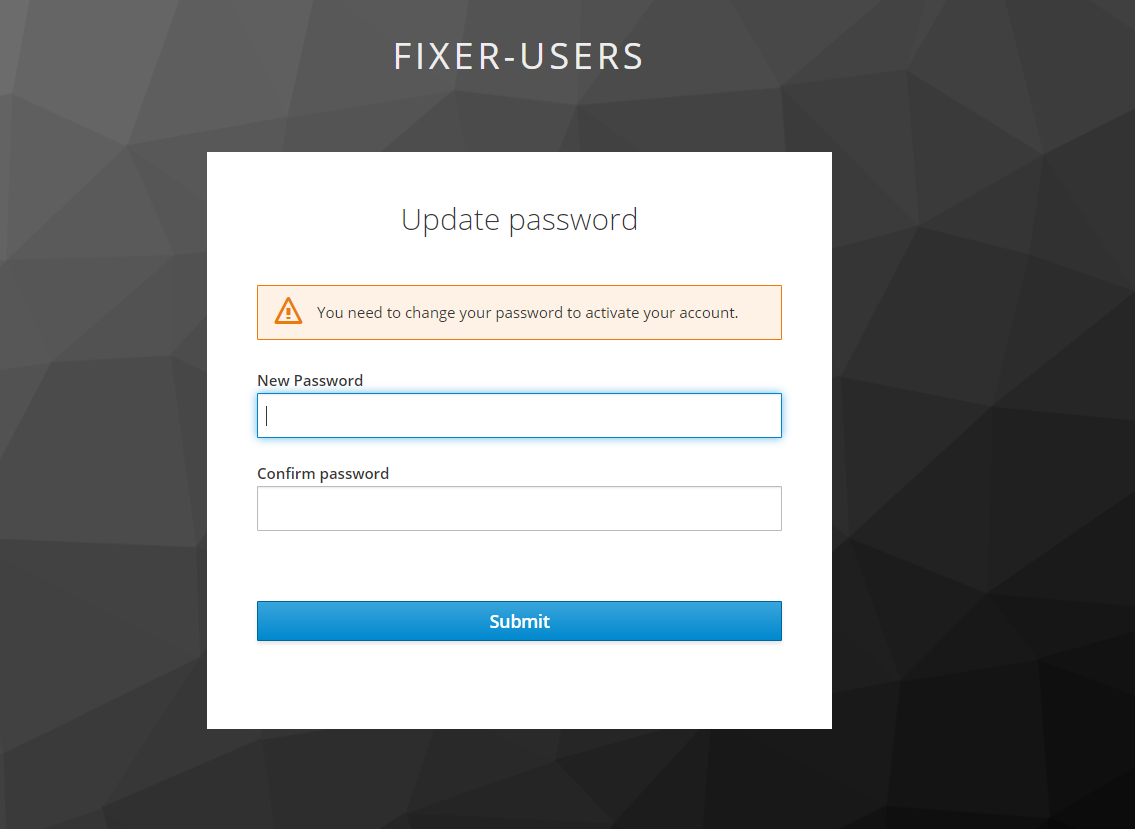 FIXER-USERS
Update password
You need to change your password to activate your account.
New Password
Confirm password
Submit